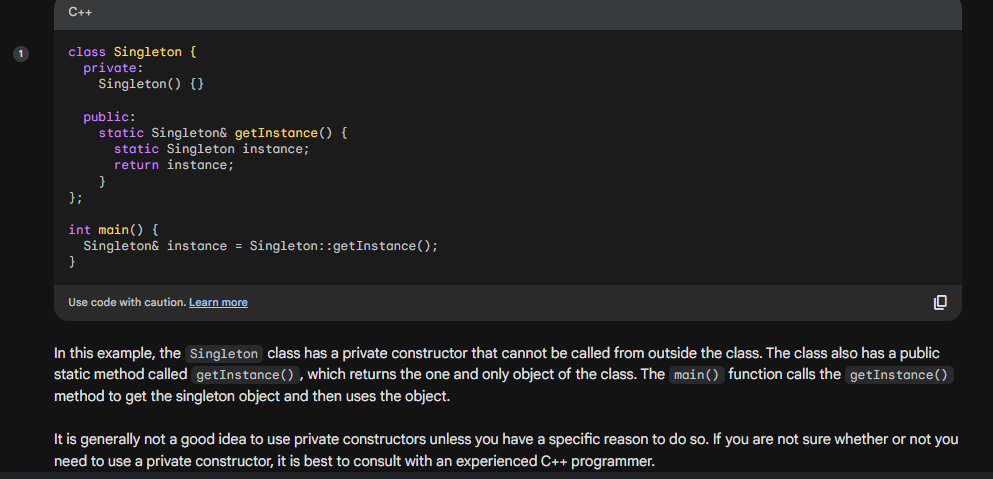 C++
1
class Singleton {
private:
Singleton() {}
public:
static Singleton& getInstance() {
static Singleton instance;
return instance;
}
};
int main() {
Singleton& instance = Singleton::getInstance();
}
Use code with caution. Learn more
In this example, the Singleton class has a private constructor that cannot be called from outside the class. The class also has a public
static method called getInstance() , which returns the one and only object of the class. The main() function calls the getInstance()
method to get the singleton object and then uses the object.
It is generally not a good idea to use private constructors unless you have a specific reason to do so. If you are not sure whether or not you
need to use a private constructor, it is best to consult with an experienced C++ programmer.